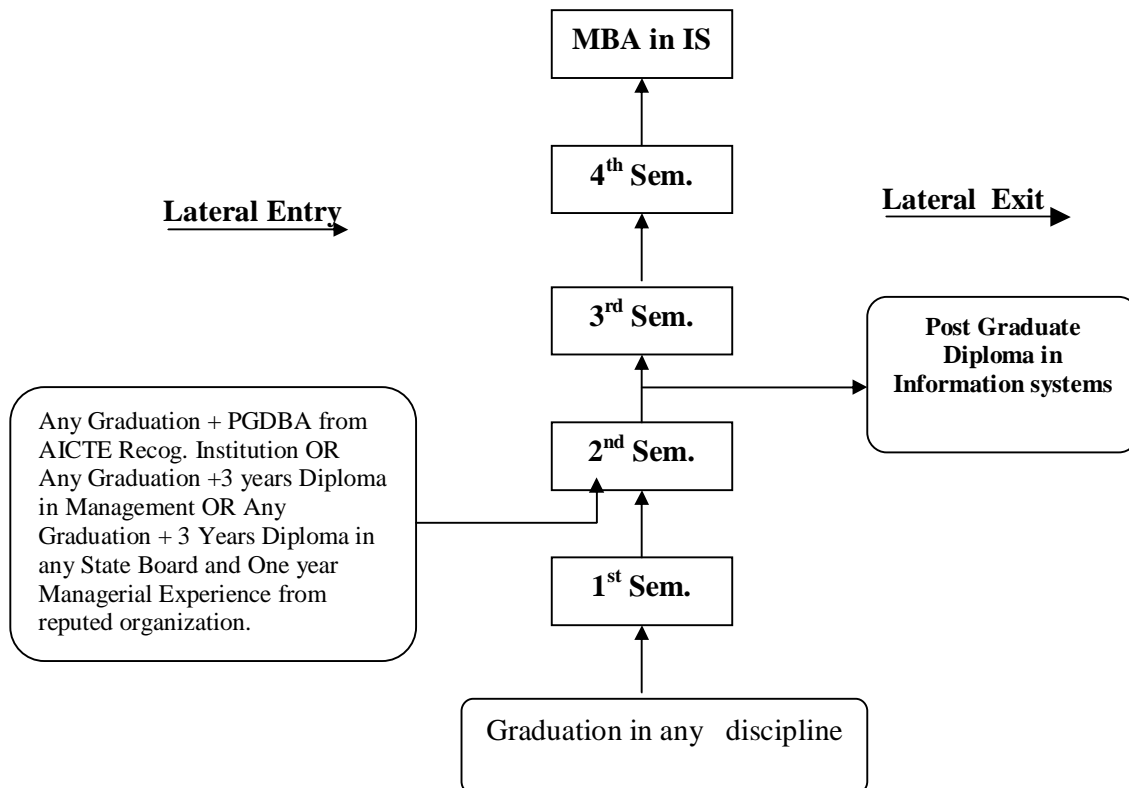 MBA in IS
4th Sem.
Lateral Entry
Lateral Exit
3rd Sem.
Post Graduate
Diploma in
Information systems
Any Graduation + PGDBA from
AICTE Recog. Institution OR
Any Graduation +3 years Diploma
in Management OR Any
Graduation + 3 Years Diploma in
any State Board and One year
Managerial Experience from
reputed organization.
2nd Sem.
1st Sem.
Graduation in any discipline